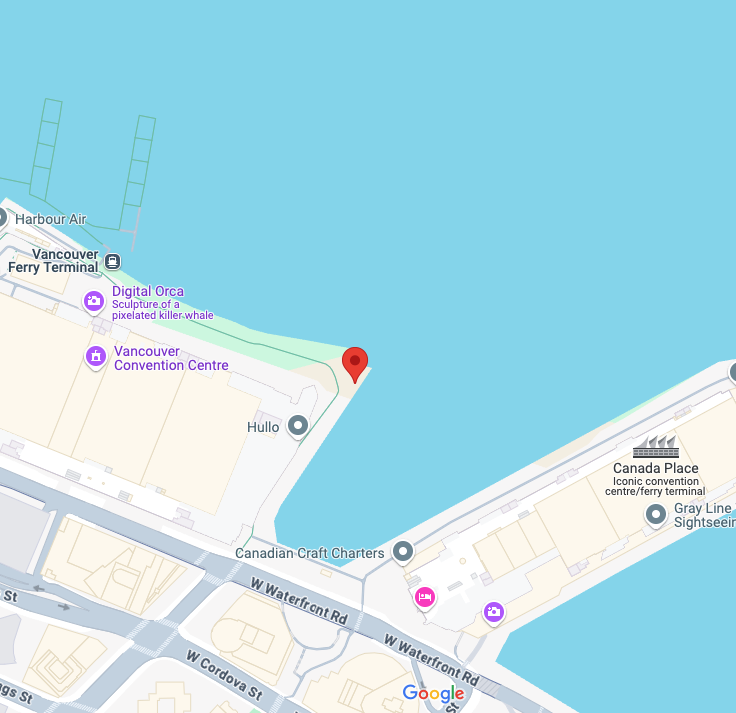 Harbour Air
Vancouver
Ferry Terminal
Digital Orca
Sculpture of a
pixelated killer whale
Vancouver
Convention Centre
Hullo
Canada Place
Iconic convention
centre/ferry terminal
Gray Line
Sightseein
Canadian Craft Charters
W Waterfront Rd
St
W Waterfront Rd
W Cordova St
ngs St
Google
St